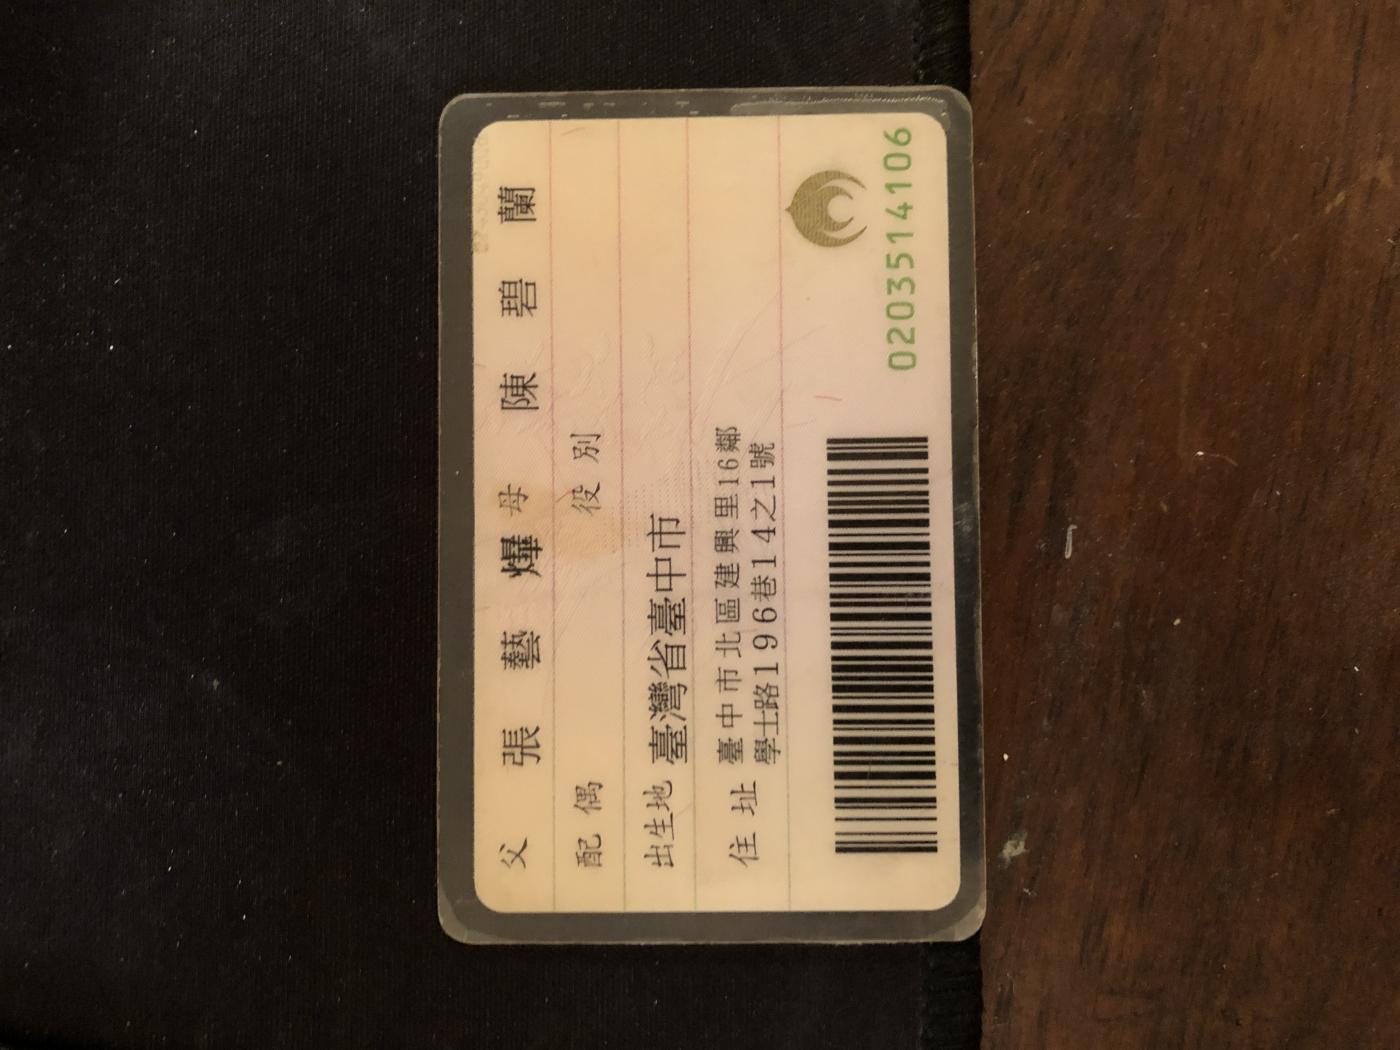 父 張藝爗 母 陳碧蘭
配偶 役別
出生地 臺灣省臺中市
住址 臺中市北區建興里16鄰
學士路196巷14之1號
0203514106